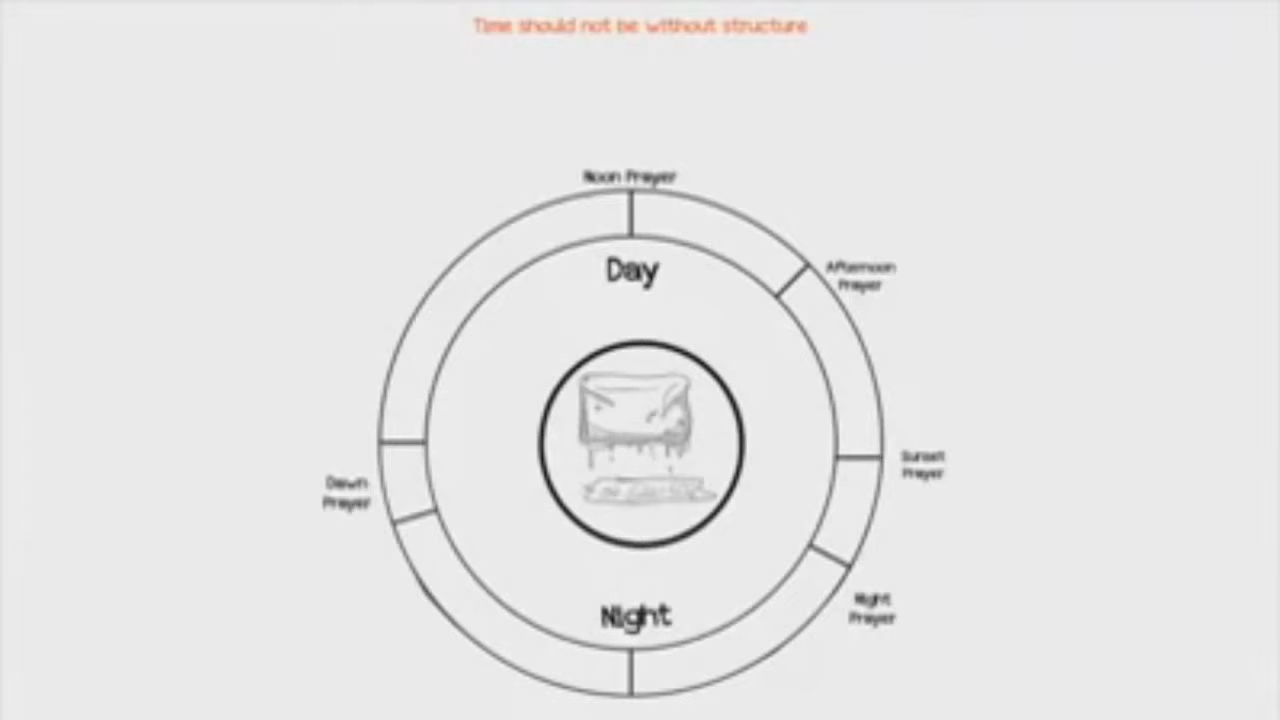 Time should not be without structure
Noon Prayer
Day
Afternoon
Prayer
Sunset
Prayer
Dawn
Prayer
Night
Prayer
Night